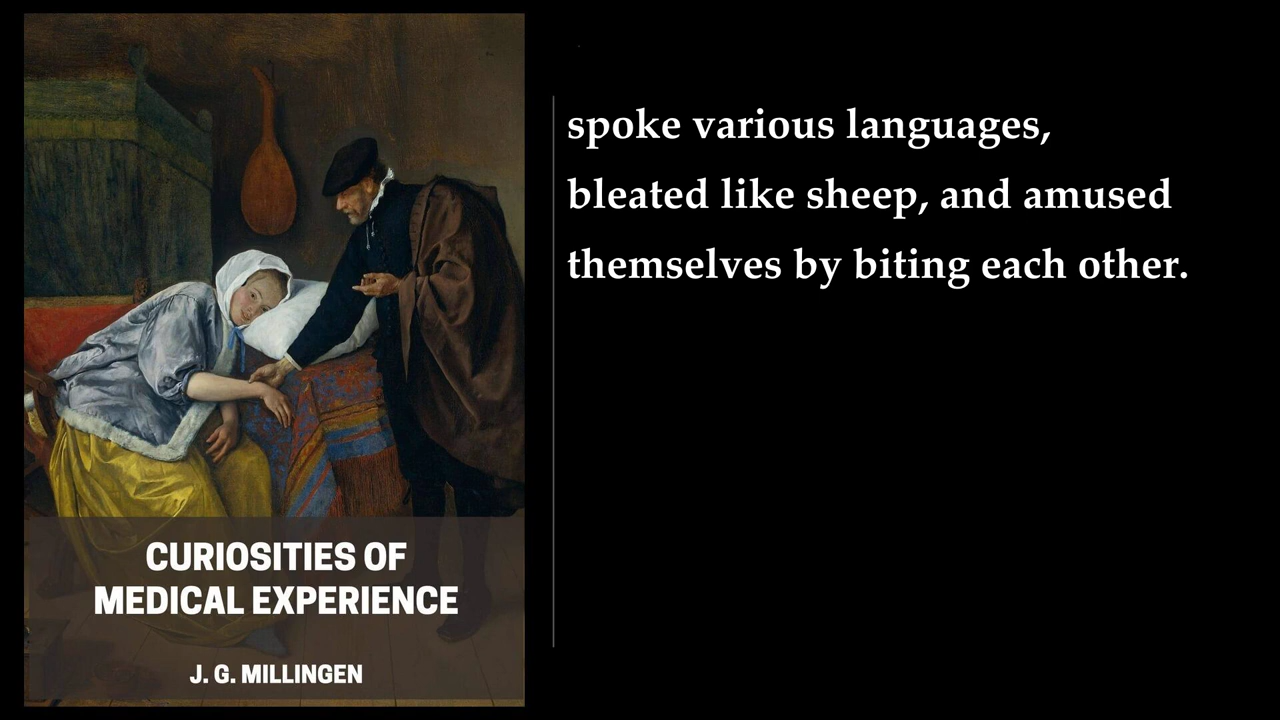 spoke various languages,
bleated like sheep, and amused
themselves by biting each other.
CURIOSITIES OF
MEDICAL EXPERIENCE
J. G. MILLINGEN